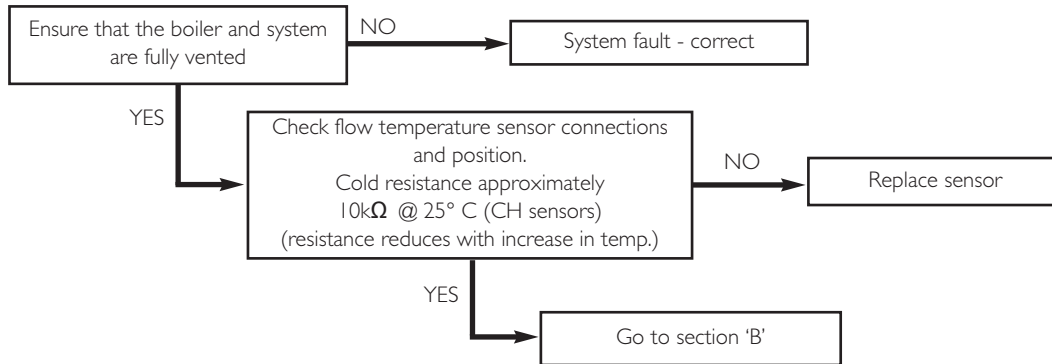 Ensure that the boiler and system
are fully vented
NO
System fault - correct
YES
Check flow temperature sensor connections
and position.
Cold resistance approximately
10kΩ @ 25° C (CH sensors)
(resistance reduces with increase in temp.)
NO
Replace sensor
YES
Go to section ‘B’